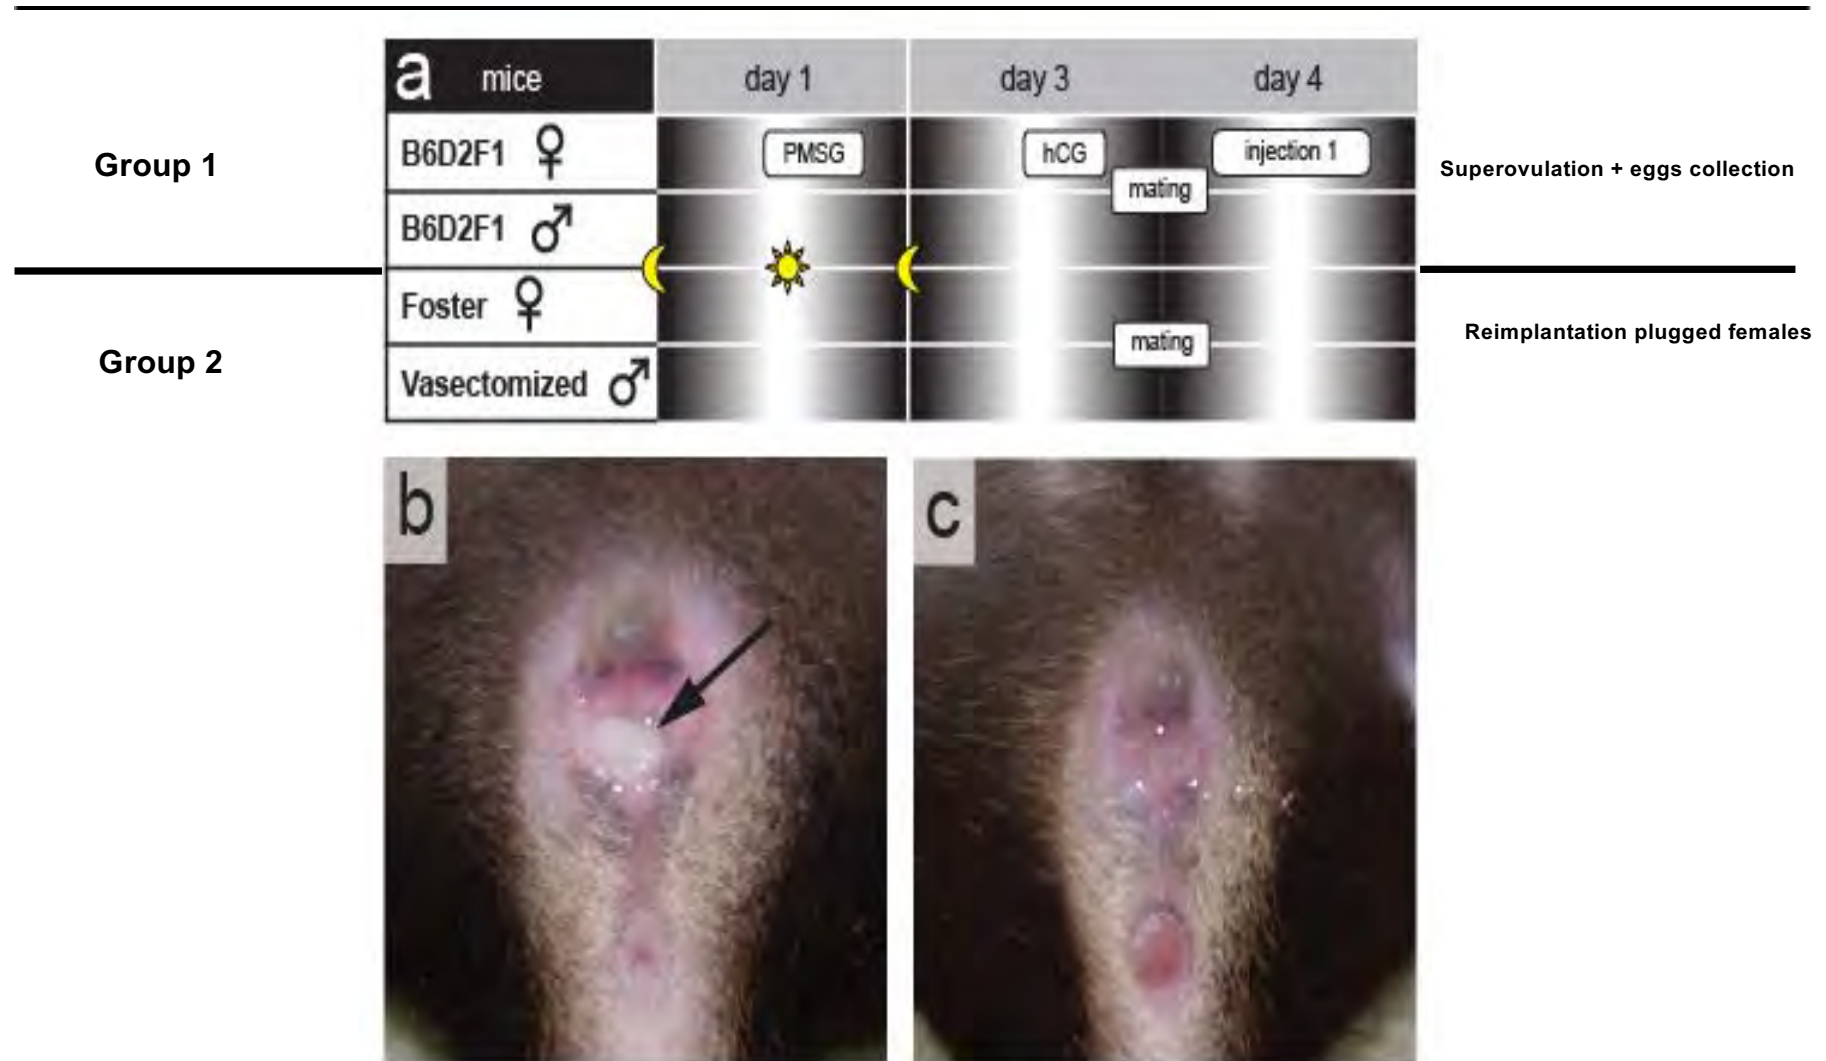 a mice day 1 day 3 day 4
Group 1
B6D2F1 ♀ PMSG hCG injection 1
mating
Superovulation + eggs collection
B6D2F1 ♂
Group 2
Foster ♀
mating
Reimplantation plugged females
Vasectomized ♂
b
c